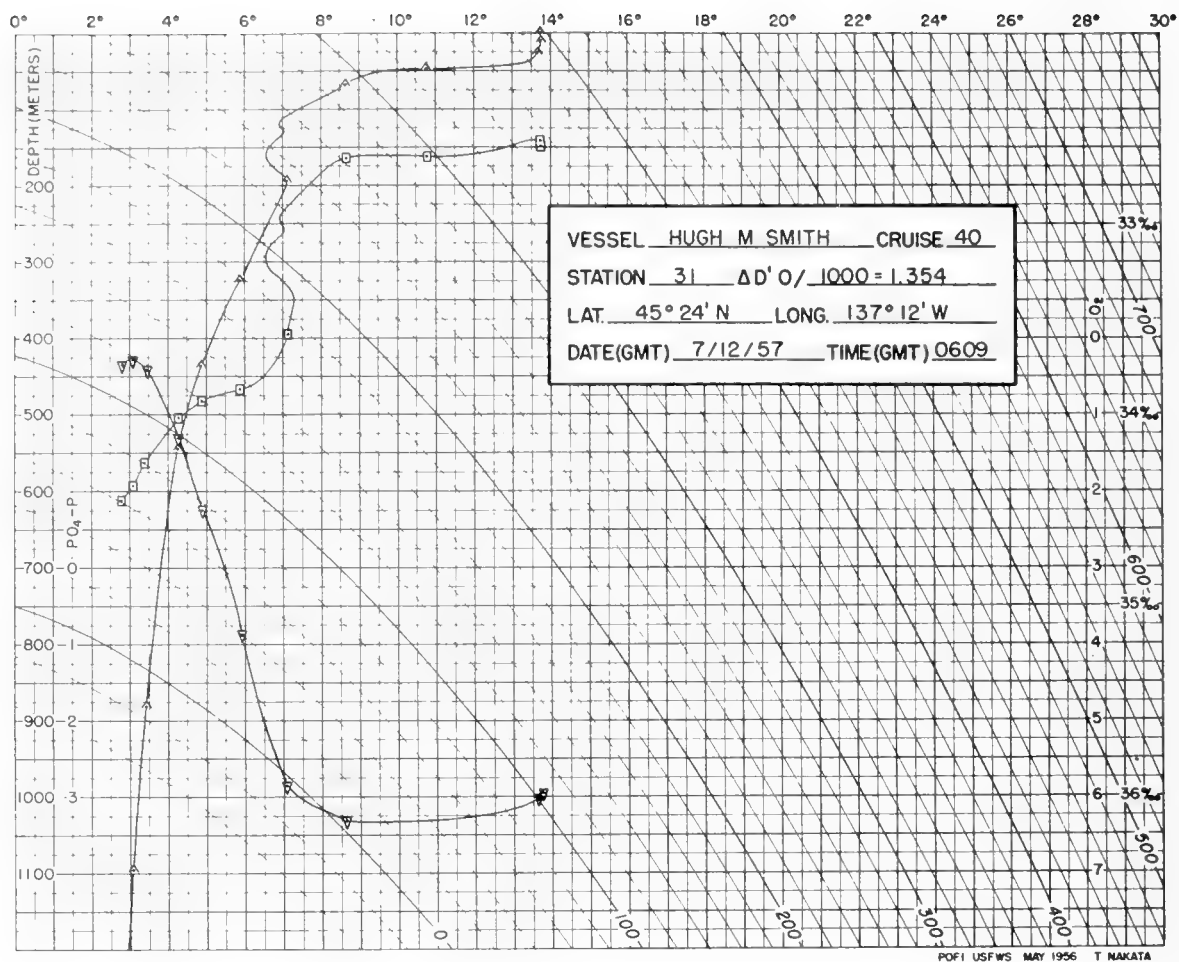 0° 2° 4° 6° 8° 10° 12° 14° 16° 18° 20° 22° 24° 26° 28° 30°
DEPTH (METERS)
200
300
400
500
600
700
800
900
1000
1100
PO₄-P
0
1
2
3
VESSEL HUGH M SMITH CRUISE 40
STATION 31 ΔD' 0/ 1000 = 1.354
LAT. 45° 24' N LONG. 137° 12' W
DATE(GMT) 7/12/57 TIME(GMT) 0609
33‰
34‰
35‰
36‰
O₂
0
1
2
3
4
5
6
7
700
600
500
0 100 200 300 400
POFI USFWS MAY 1956 T NAKATA